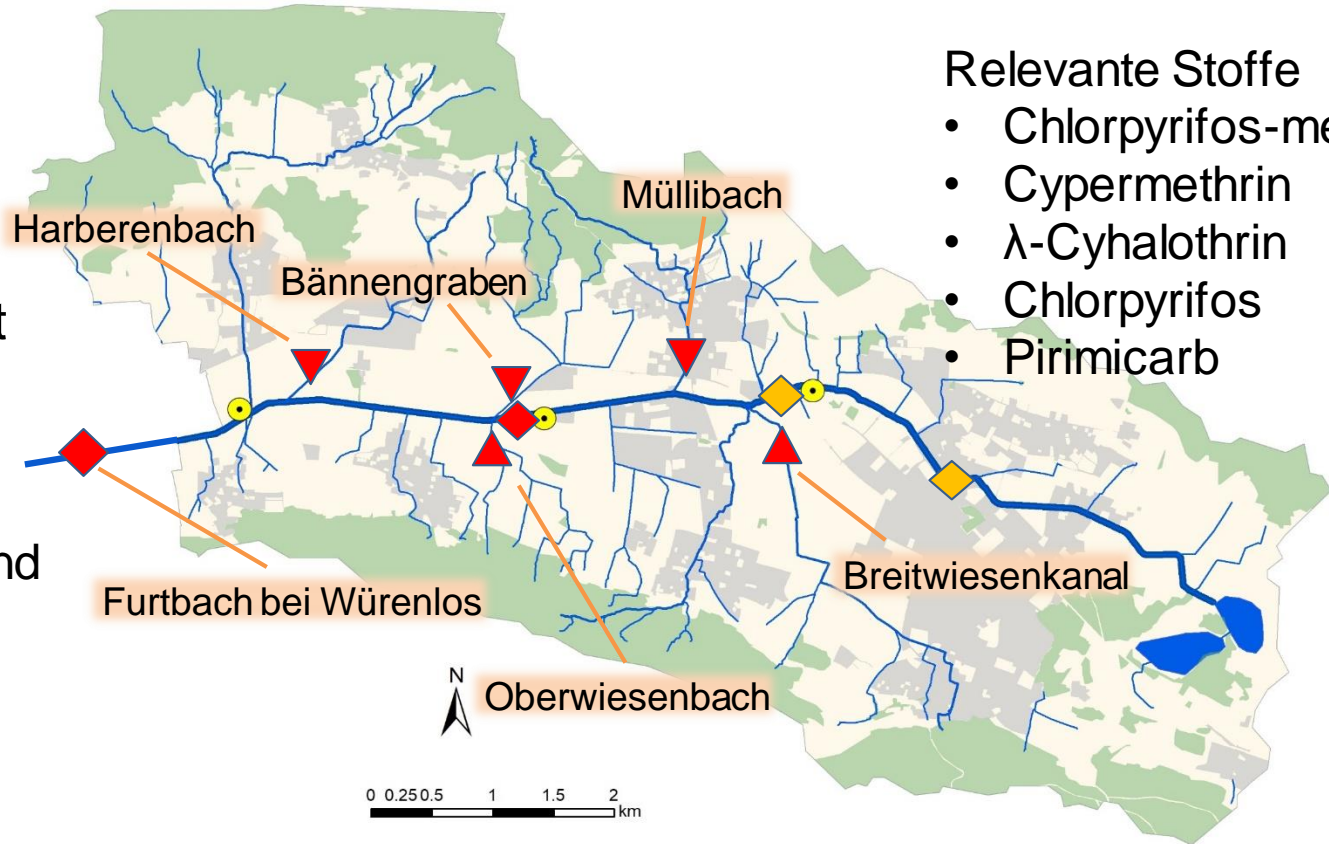 Relevante Stoffe
• Chlorpyrifos-me
• Cypermethrin
• λ-Cyhalothrin
• Chlorpyrifos
• Pirimicarb
Müllibach
Harberenbach
Bännengraben
t
nd
Breitwiesenkanal
Furtbach bei Würenlos
Oberwiesenbach
N
0 0.25 0.5 1 1.5 2
km